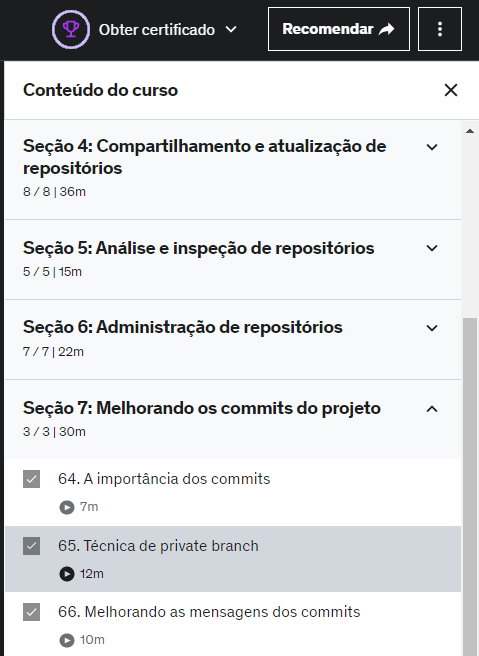 Obter certificado
Recomendar
Conteúdo do curso
Seção 4: Compartilhamento e atualização de
repositórios
8 / 8 | 36m
Seção 5: Análise e inspeção de repositórios
5 / 5 | 15m
Seção 6: Administração de repositórios
7 / 7 | 22m
Seção 7: Melhorando os commits do projeto
3 / 3 | 30m
64. A importância dos commits
7m
65. Técnica de private branch
12m
66. Melhorando as mensagens dos commits
10m